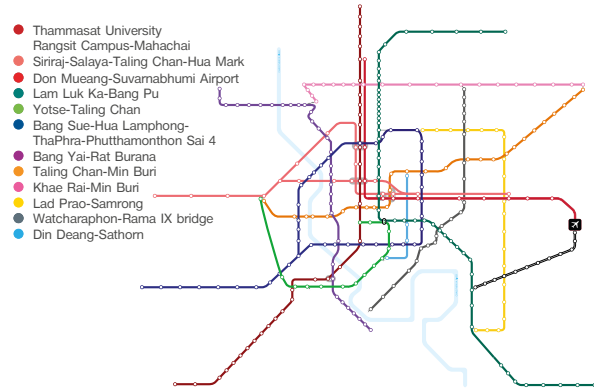 Thammasat University
Rangsit Campus-Mahachai
Siriraj-Salaya-Taling Chan-Hua Mark
Don Mueang-Suvarnabhumi Airport
Lam Luk Ka-Bang Pu
Yotse-Taling Chan
Bang Sue-Hua Lamphong-
ThaPhra-Phutthamonthon Sai 4
Bang Yai-Rat Burana
Taling Chan-Min Buri
Khae Rai-Min Buri
Lad Prao-Samrong
Watcharaphon-Rama IX bridge
Din Deang-Sathorn